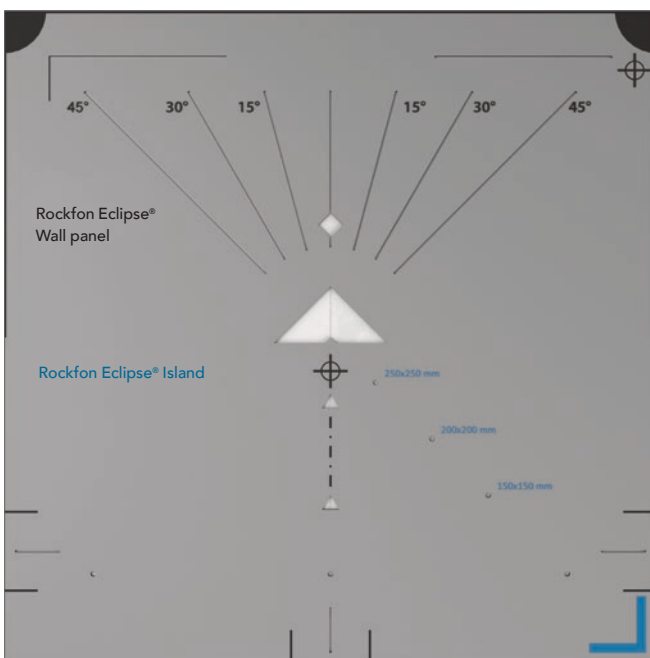 45° 30° 15° 15° 30° 45°
Rockfon Eclipse®
Wall panel
Rockfon Eclipse® Island
250x250 mm
200x200 mm
150x150 mm